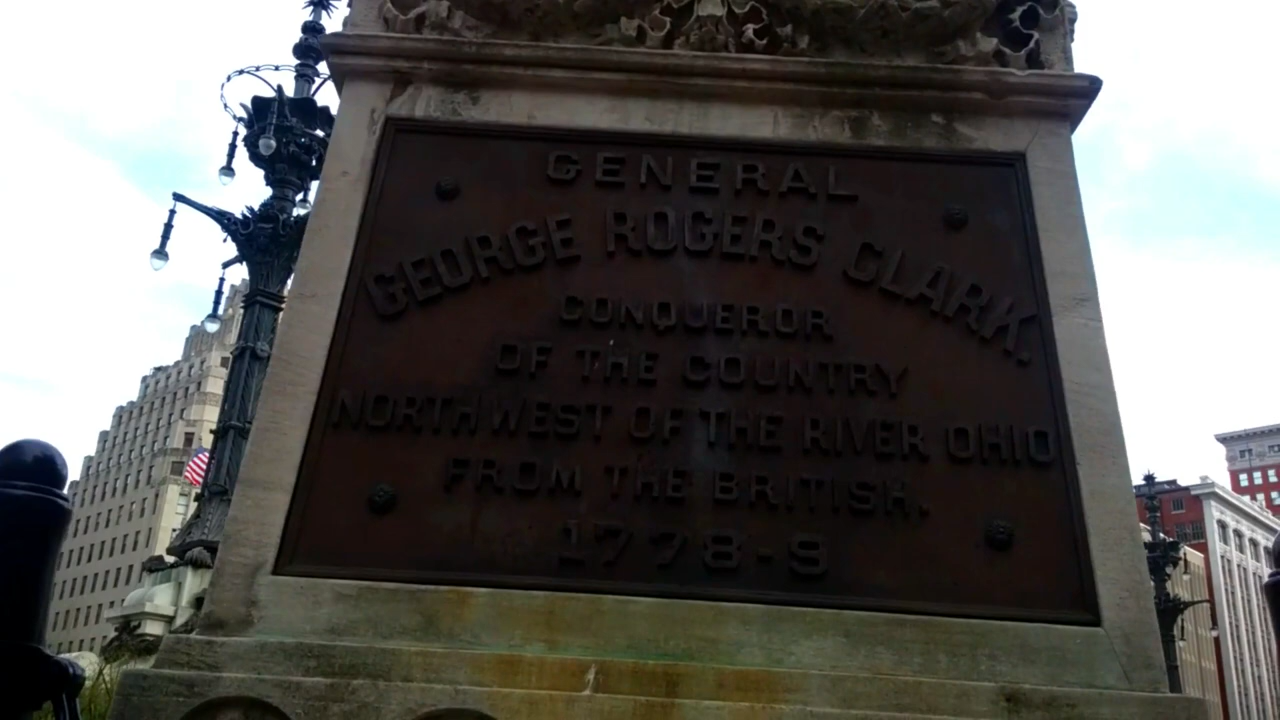 GENERAL
GEORGE ROGERS CLARK.
CONQUEROR
OF THE COUNTRY
NORTHWEST OF THE RIVER OHIO
FROM THE BRITISH.
1778-9